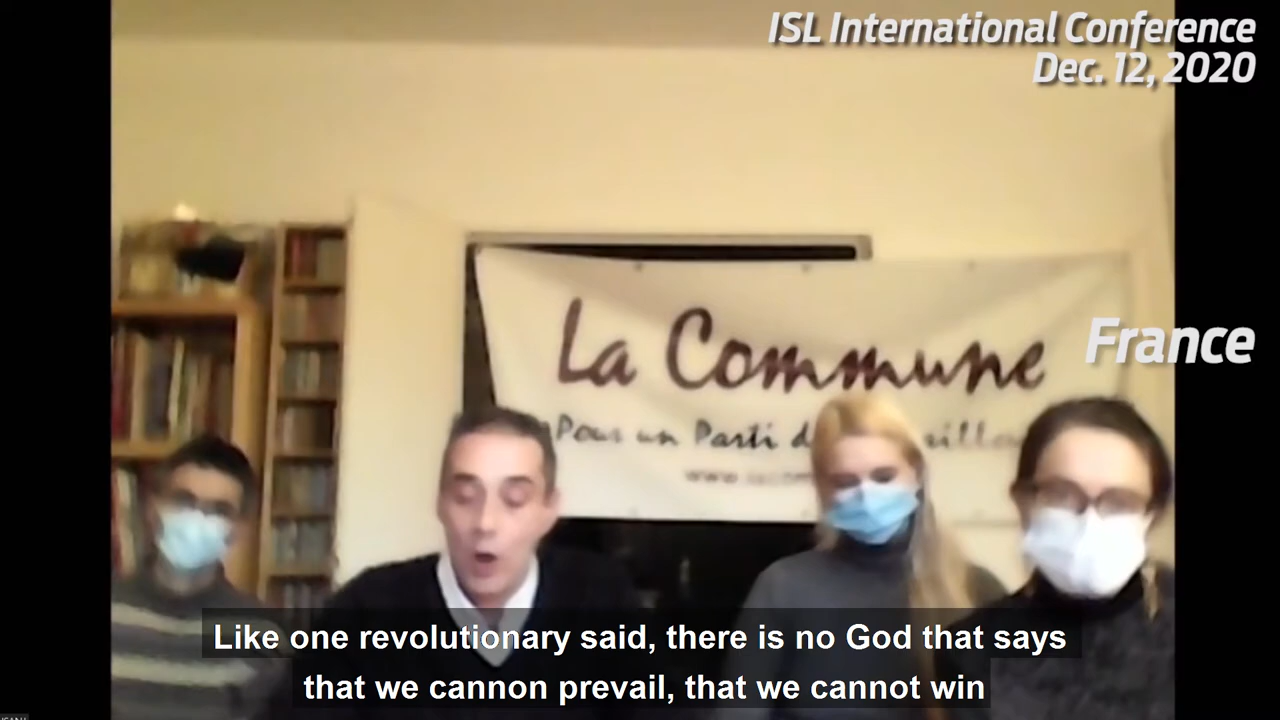 ISL International Conference
Dec. 12, 2020
France
La Commune
Pour un Parti
Like one revolutionary said, there is no God that says
that we cannon prevail, that we cannot win